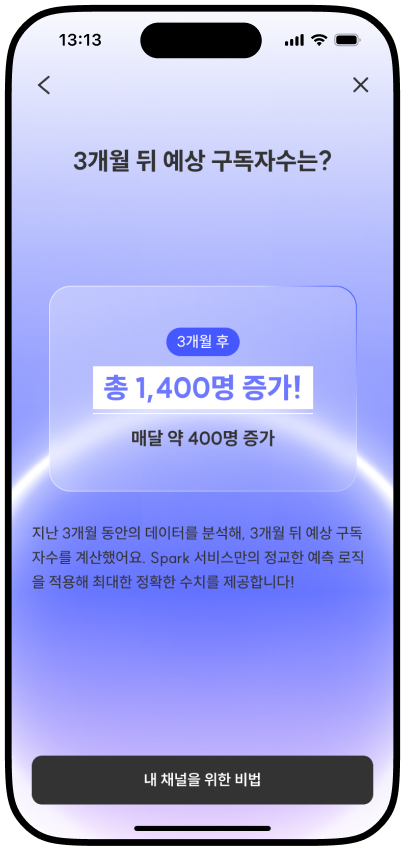 13:13
3개월 뒤 예상 구독자수는?
3개월 후
총 1,400명 증가!
매달 약 400명 증가
지난 3개월 동안의 데이터를 분석해, 3개월 뒤 예상 구독
자수를 계산했어요. Spark 서비스만의 정교한 예측 로직
을 적용해 최대한 정확한 수치를 제공합니다!
내 채널을 위한 비법